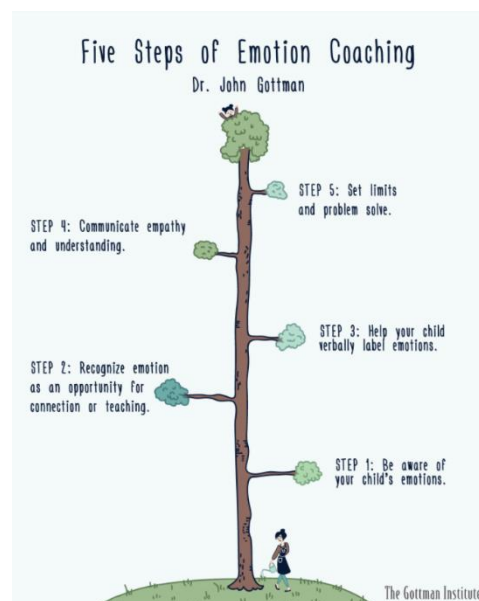 Five Steps of Emotion Coaching
Dr. John Gottman
STEP 5: Set limits
and problem solve.
STEP 4: Communicate empathy
and understanding.
STEP 3: Help your child
verbally label emotions.
STEP 2: Recognize emotion
as an opportunity for
connection or teaching.
STEP 1: Be aware of
your child's emotions.
The Gottman Institute